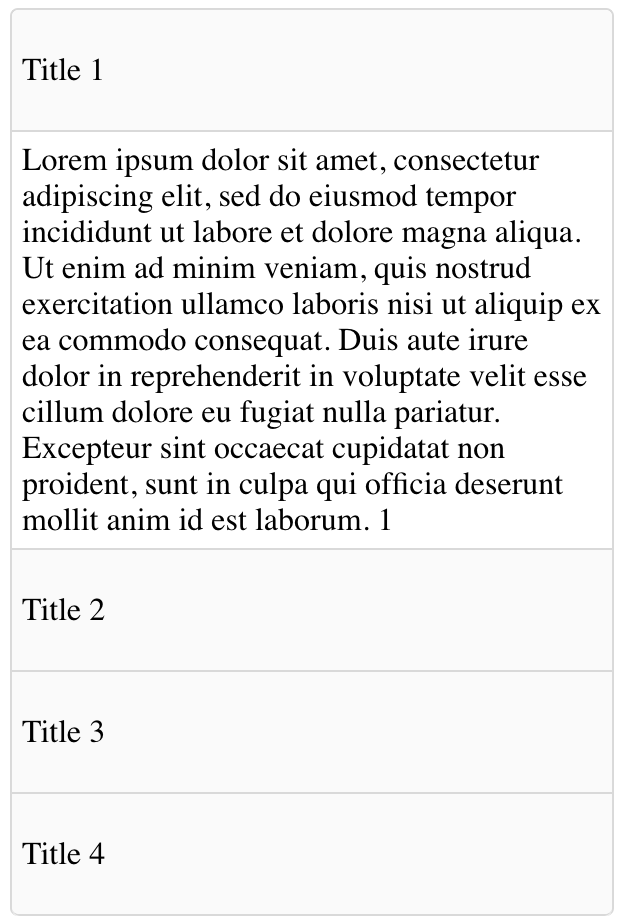 Title 1
Lorem ipsum dolor sit amet, consectetur
adipiscing elit, sed do eiusmod tempor
incididunt ut labore et dolore magna aliqua.
Ut enim ad minim veniam, quis nostrud
exercitation ullamco laboris nisi ut aliquip ex
ea commodo consequat. Duis aute irure
dolor in reprehenderit in voluptate velit esse
cillum dolore eu fugiat nulla pariatur.
Excepteur sint occaecat cupidatat non
proident, sunt in culpa qui officia deserunt
mollit anim id est laborum. 1
Title 2
Title 3
Title 4